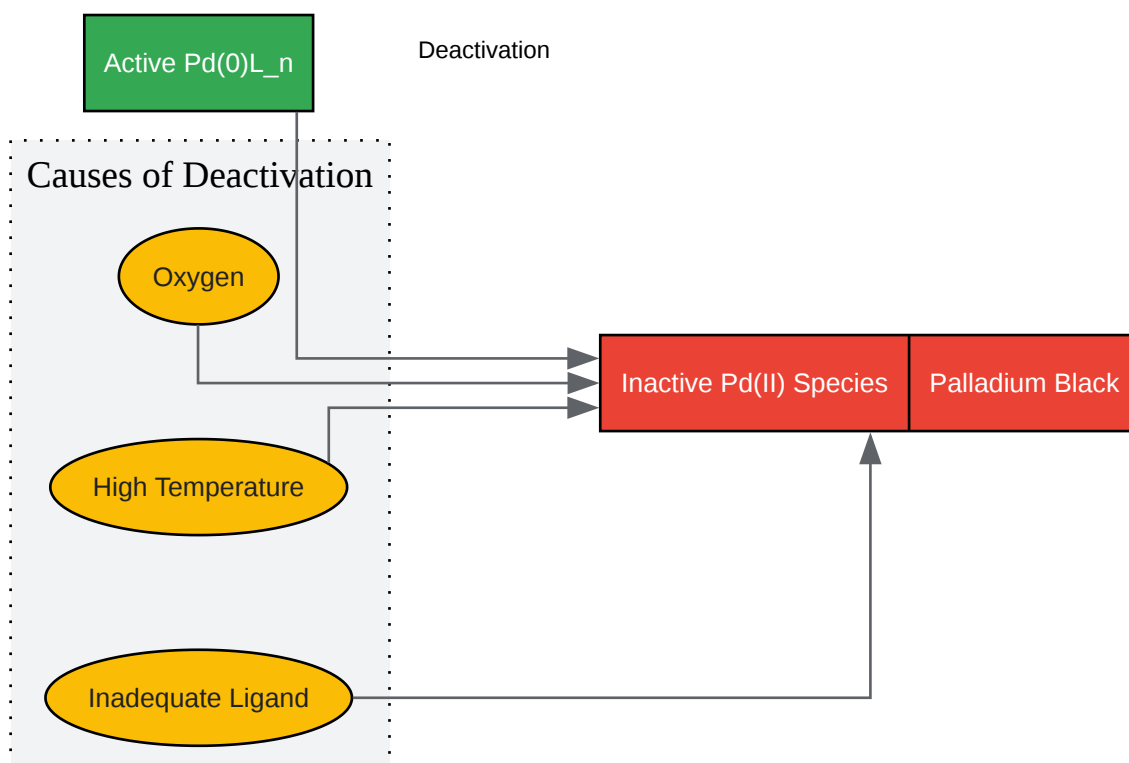 Active Pd(0)L_n
Deactivation
Causes of Deactivation
Oxygen
Inactive Pd(II) Species
Palladium Black
High Temperature
Inadequate Ligand